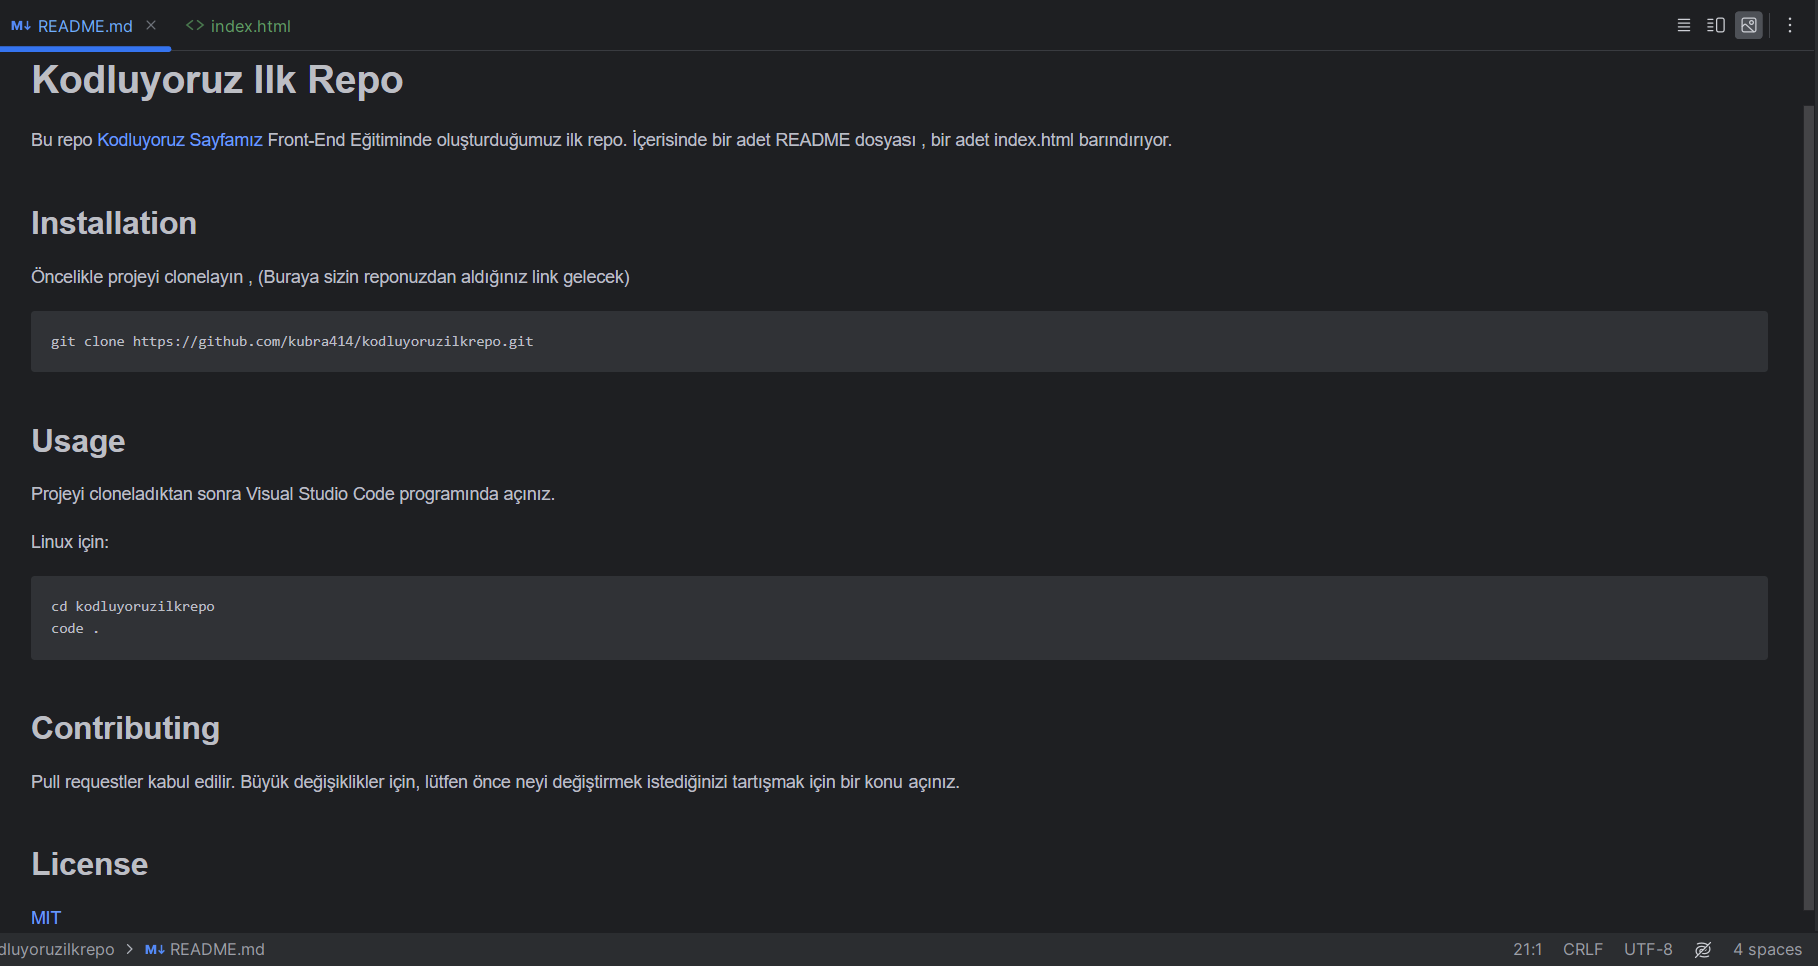 README.md
index.html
Kodluyoruz Ilk Repo
Bu repo Kodluyoruz Sayfamız Front-End Eğitiminde oluşturduğumuz ilk repo. İçerisinde bir adet README dosyası , bir adet index.html barındırıyor.
Installation
Öncelikle projeyi clonelayın , (Buraya sizin reponuzdan aldığınız link gelecek)
git clone https://github.com/kubra414/kodluyoruzilkrepo.git
Usage
Projeyi cloneladıktan sonra Visual Studio Code programında açınız.
Linux için:
cd kodluyoruzilkrepo
code .
Contributing
Pull requestler kabul edilir. Büyük değişiklikler için, lütfen önce neyi değiştirmek istediğinizi tartışmak için bir konu açınız.
License
MIT
dluyoruzilkrepo > M↓ README.md 21:1 CRLF UTF-8 4 spaces